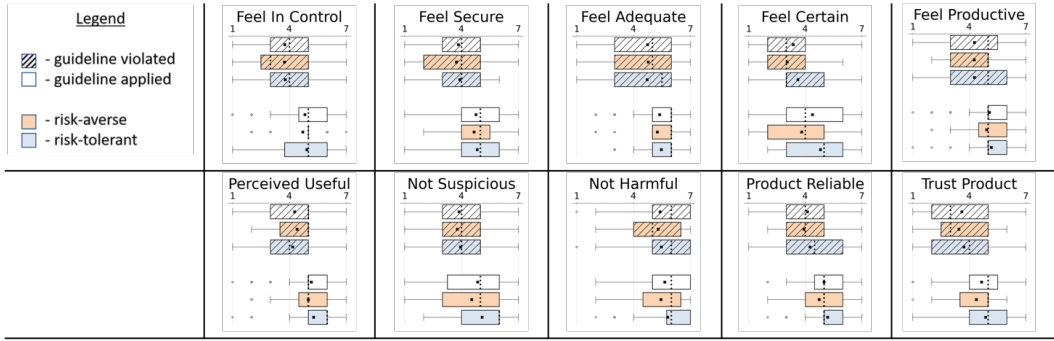 Legend
- guideline violated
- guideline applied
- risk-averse
- risk-tolerant
Feel In Control
1 4 7
Feel Secure
1 4 7
Feel Adequate
4 7
Feel Certain
1 4 7
Feel Productive
1 4 7
Perceived Useful
1 4 7
Not Suspicious
1 4 7
Not Harmful
4 7
Product Reliable
1 4 7
Trust Product
1 4 7